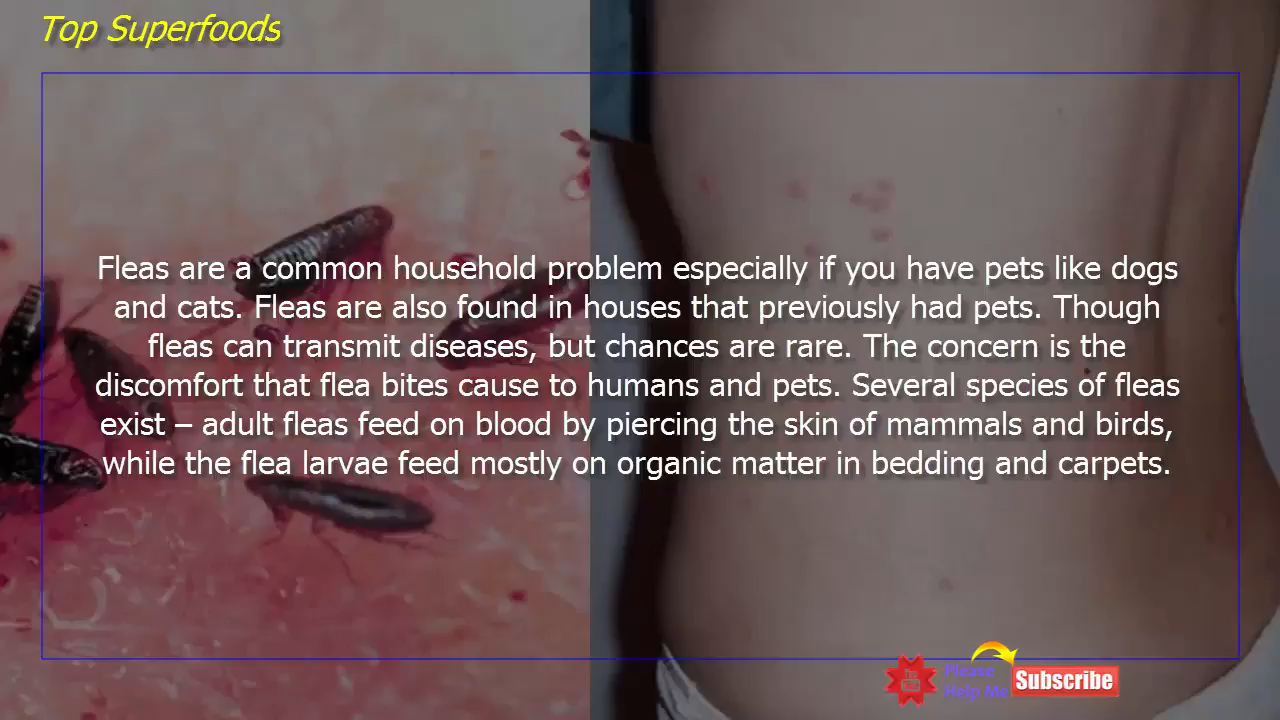 Top Superfoods
Fleas are a common household problem especially if you have pets like dogs
and cats. Fleas are also found in houses that previously had pets. Though
fleas can transmit diseases, but chances are rare. The concern is the
discomfort that flea bites cause to humans and pets. Several species of fleas
exist – adult fleas feed on blood by piercing the skin of mammals and birds,
while the flea larvae feed mostly on organic matter in bedding and carpets.
Please
Help Me
Subscribe